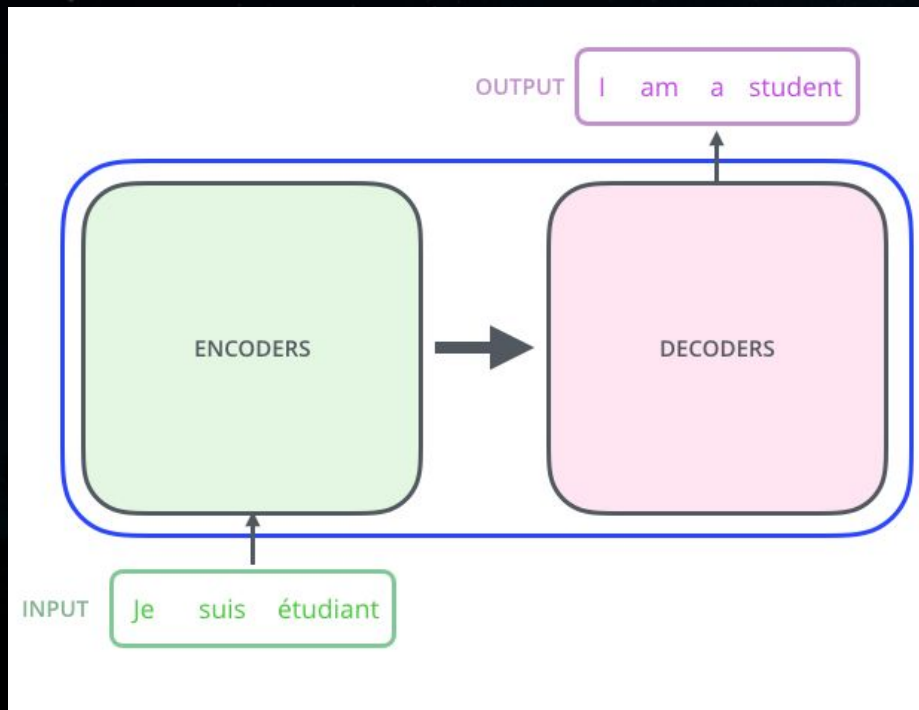 OUTPUT I am a student
ENCODERS DECODERS
INPUT Je suis étudiant